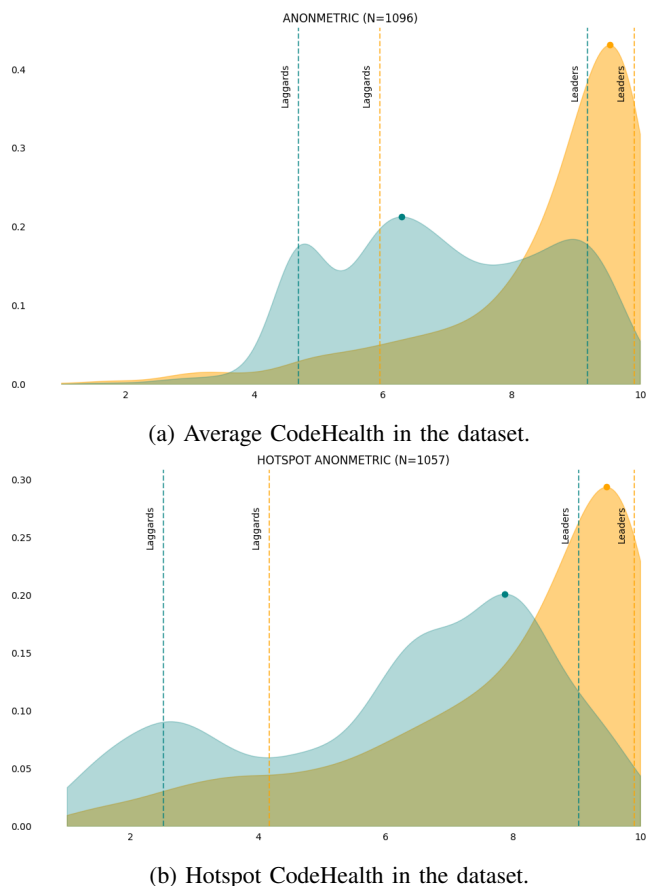 ANONMETRIC (N=1096)
0.4
0.3
0.2
0.1
0.0
Laggards
Laggards
Leaders
Leaders
2 4 6 8 10
(a) Average CodeHealth in the dataset.
HOTSPOT ANONMETRIC (N=1057)
0.30
0.25
0.20
0.15
0.10
0.05
0.00
Laggards
Laggards
Leaders
Leaders
2 4 6 8 10
(b) Hotspot CodeHealth in the dataset.